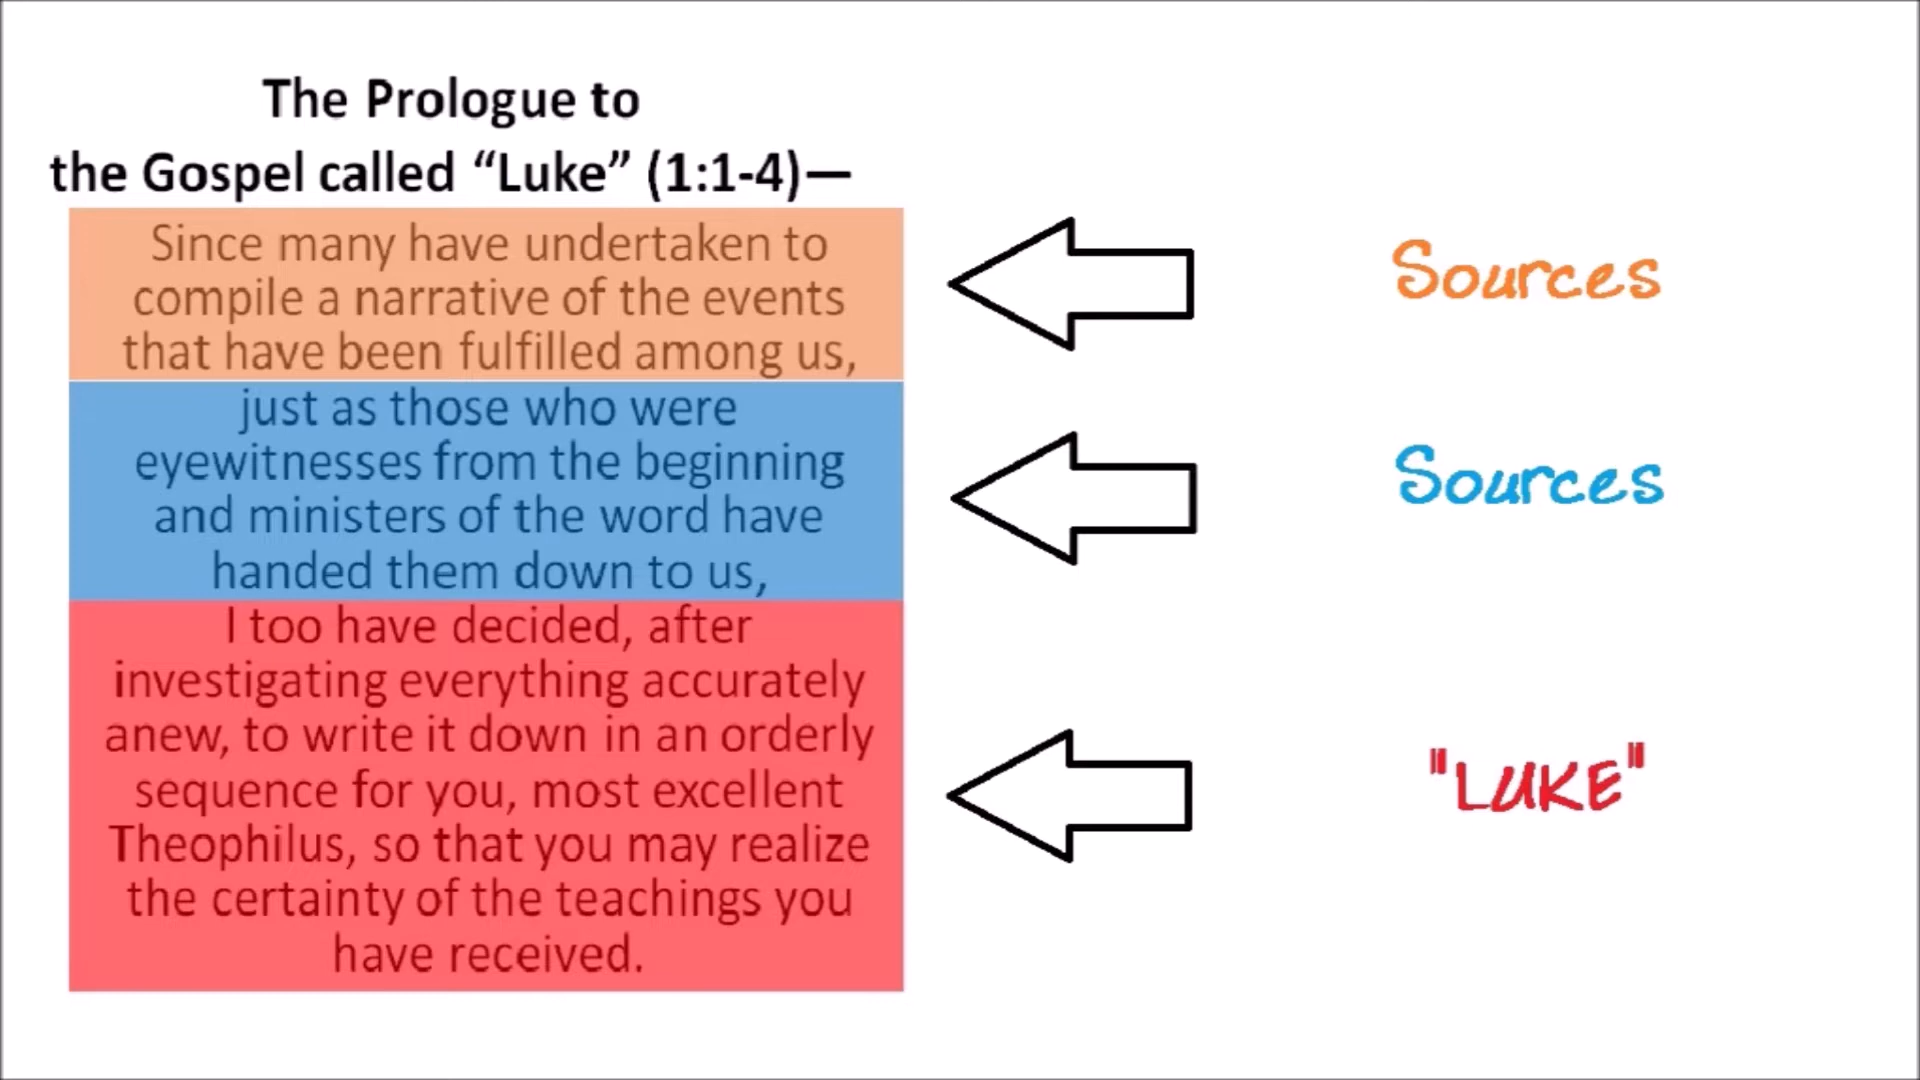 The Prologue to
the Gospel called “Luke” (1:1-4)—
Since many have undertaken to
compile a narrative of the events
that have been fulfilled among us,
just as those who were
eyewitnesses from the beginning
and ministers of the word have
handed them down to us,
I too have decided, after
investigating everything accurately
anew, to write it down in an orderly
sequence for you, most excellent
Theophilus, so that you may realize
the certainty of the teachings you
have received.
Sources
Sources
"LUKE"